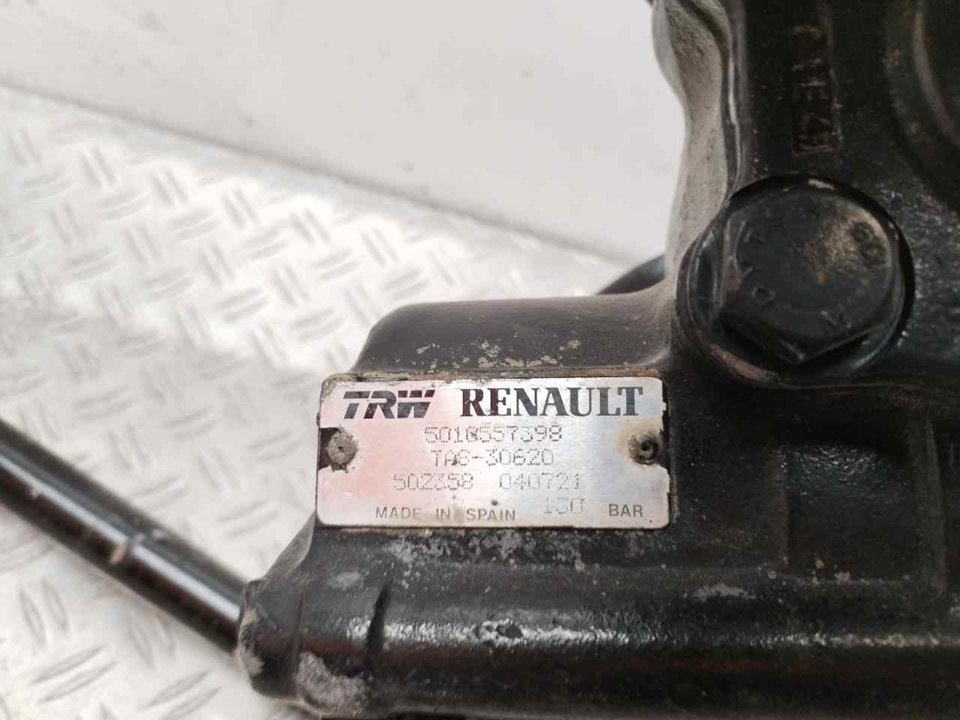 TRW RENAULT
5010557398
TAS-30620
502358 040721
MADE IN SPAIN 150 BAR